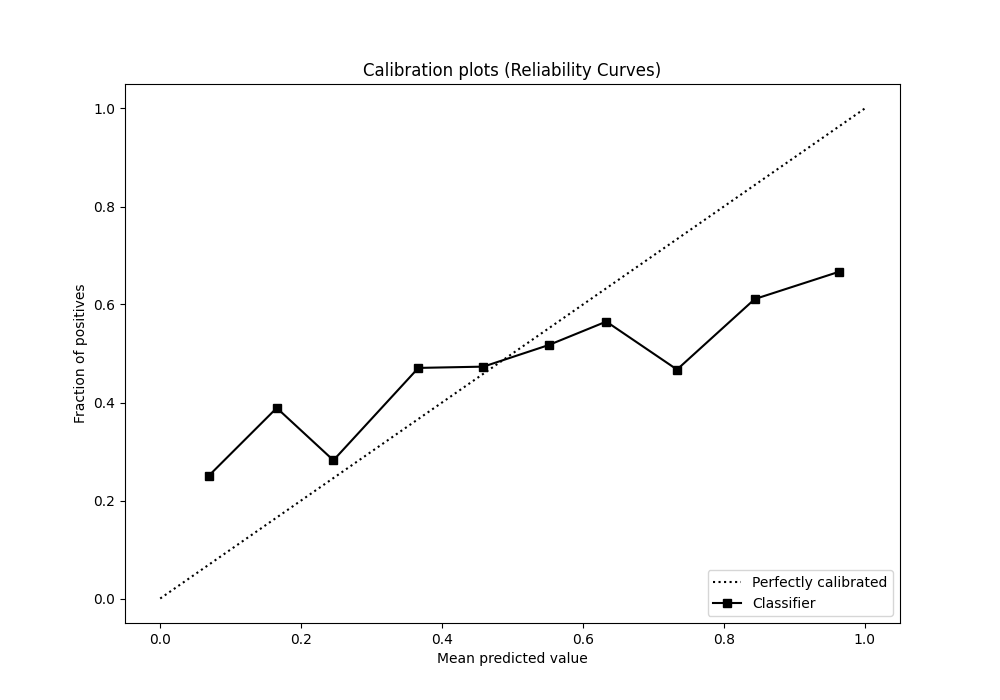 Calibration plots (Reliability Curves)
Fraction of positives
1.0
0.8
0.6
0.4
0.2
0.0
0.0 0.2 0.4 0.6 0.8 1.0
Mean predicted value
Perfectly calibrated
Classifier